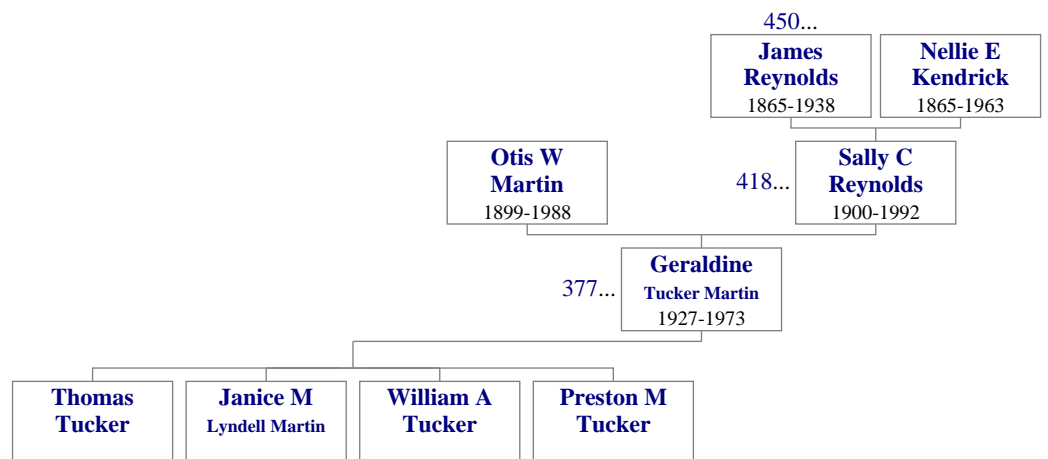 450...
James
Reynolds
1865-1938
Nellie E
Kendrick
1865-1963
Otis W
Martin
1899-1988
418...
Sally C
Reynolds
1900-1992
377...
Geraldine
Tucker Martin
1927-1973
Thomas
Tucker
Janice M
Lyndell Martin
William A
Tucker
Preston M
Tucker